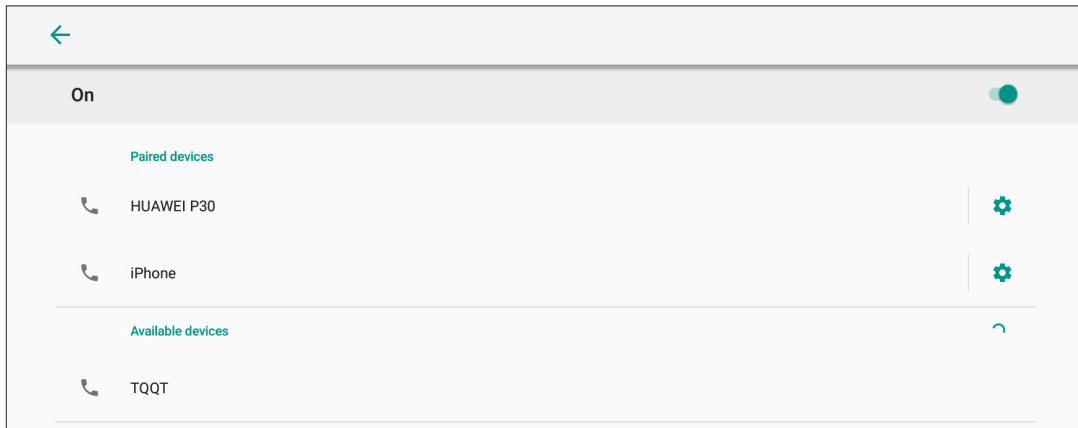 On
Paired devices
HUAWEI P30
iPhone
Available devices
TQQT